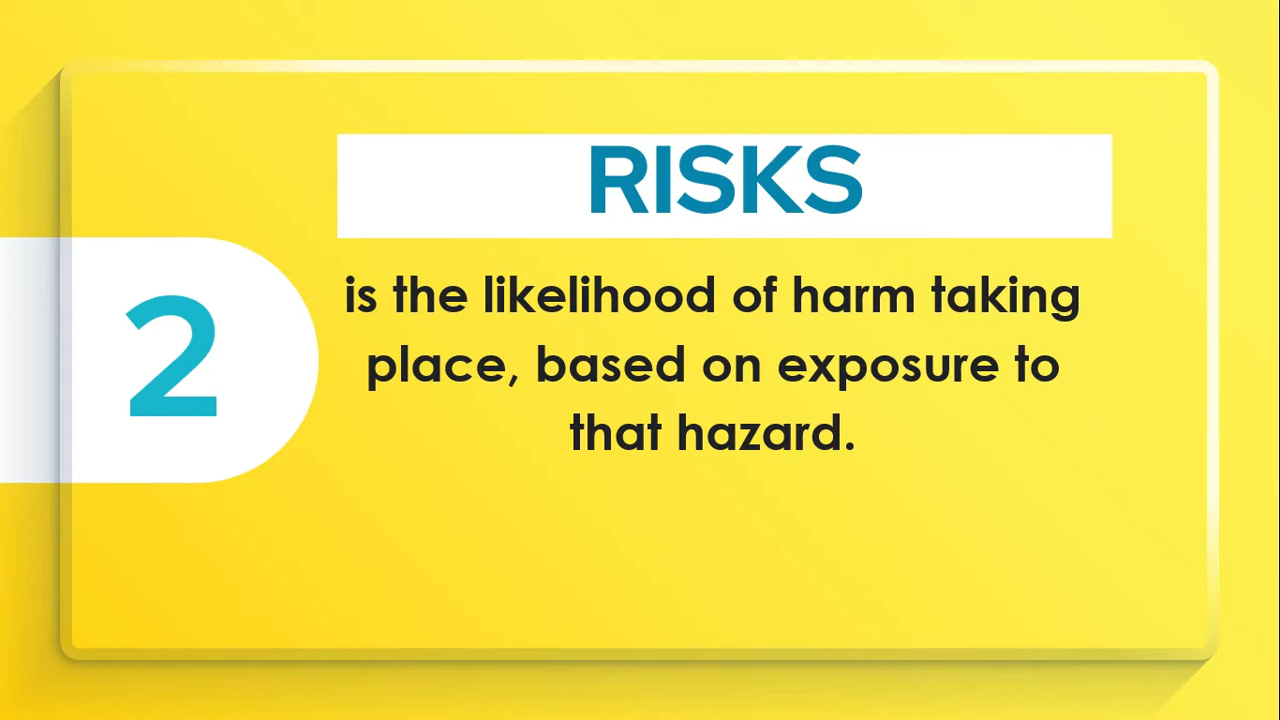 RISKS
2
is the likelihood of harm taking
place, based on exposure to
that hazard.